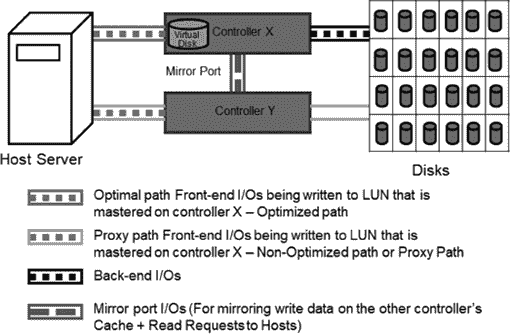 Virtual
Disk
Controller X
Mirror Port
Controller Y
Host Server
Disks
Optimal path Front-end I/Os being written to LUN that is
mastered on controller X – Optimized path
Proxy path Front-end I/Os being written to LUN that is
mastered on controller X – Non-Optimized path or Proxy Path
Back-end I/Os
Mirror port I/Os (For mirroring write data on the other controller's
Cache + Read Requests to Hosts)